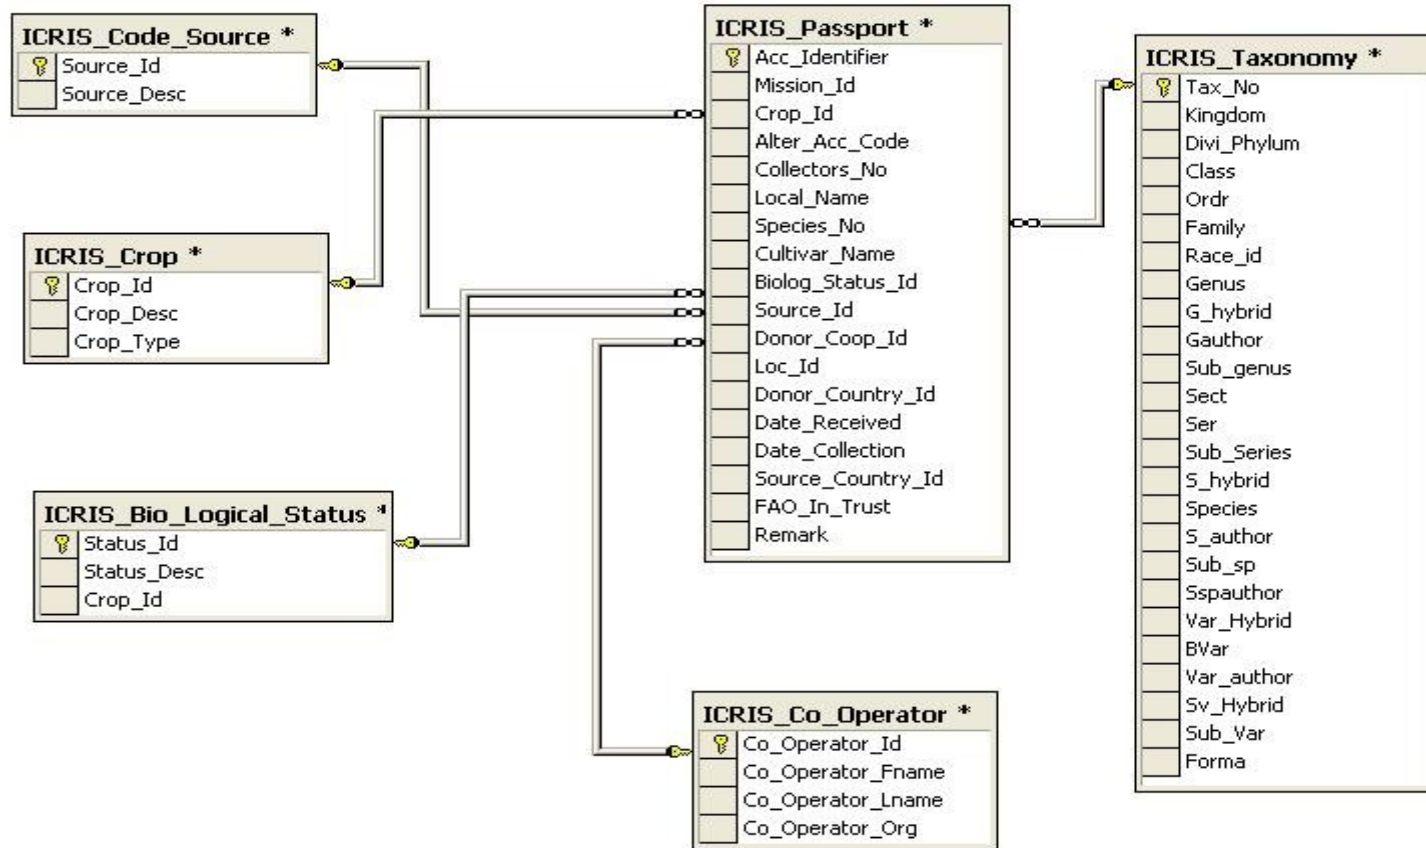 ICRIS_Code_Source *
Source_Id
Source_Desc
ICRIS_Crop *
Crop_Id
Crop_Desc
Crop_Type
ICRIS_Bio_Logical_Status *
Status_Id
Status_Desc
Crop_Id
ICRIS_Passport *
Acc_Identifier
Mission_Id
Crop_Id
Alter_Acc_Code
Collectors_No
Local_Name
Species_No
Cultivar_Name
Biolog_Status_Id
Source_Id
Donor_Coop_Id
Loc_Id
Donor_Country_Id
Date_Received
Date_Collection
Source_Country_Id
FAO_In_Trust
Remark
ICRIS_Co_Operator *
Co_Operator_Id
Co_Operator_Fname
Co_Operator_Lname
Co_Operator_Org
ICRIS_Taxonomy *
Tax_No
Kingdom
Divi_Phylum
Class
Ordr
Family
Race_id
Genus
G_hybrid
Gauthor
Sub_genus
Sect
Ser
Sub_Series
S_hybrid
Species
S_author
Sub_sp
Sspauthor
Var_Hybrid
BVar
Var_author
Sv_Hybrid
Sub_Var
Forma